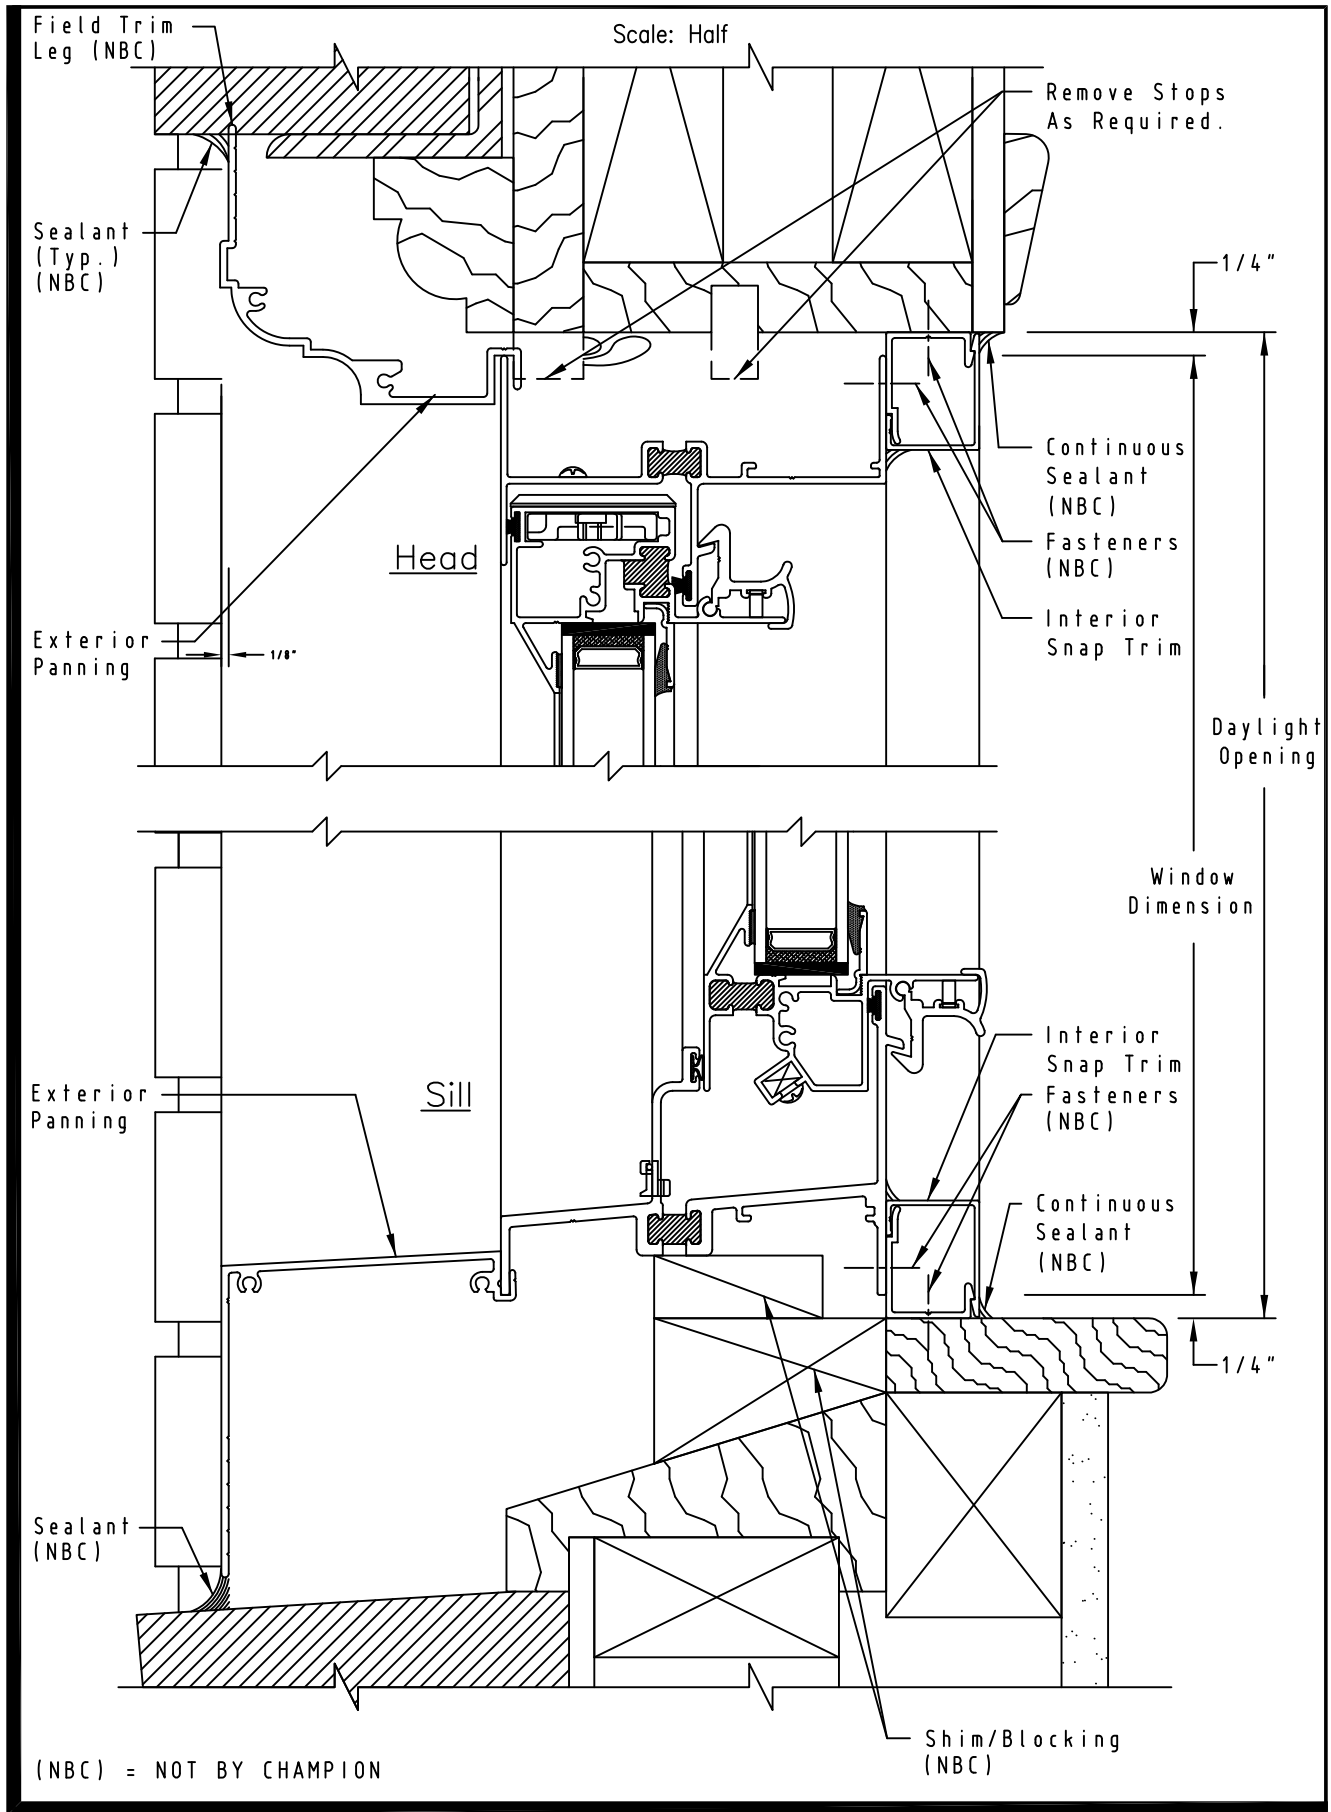 Scale: Half
Field Trim
Leg (NBC)
Remove Stops
As Required.
Sealant
(Typ.)
(NBC)
1/4"
Continuous
Sealant
(NBC)
Fasteners
(NBC)
Head
Interior
Snap Trim
Exterior
Panning
1/8"
Daylight
Opening
Window
Dimension
Interior
Snap Trim
Fasteners
(NBC)
Exterior
Panning
Sill
Continuous
Sealant
(NBC)
1/4"
Sealant
(NBC)
Shim/Blocking
(NBC)
(NBC) = NOT BY CHAMPION